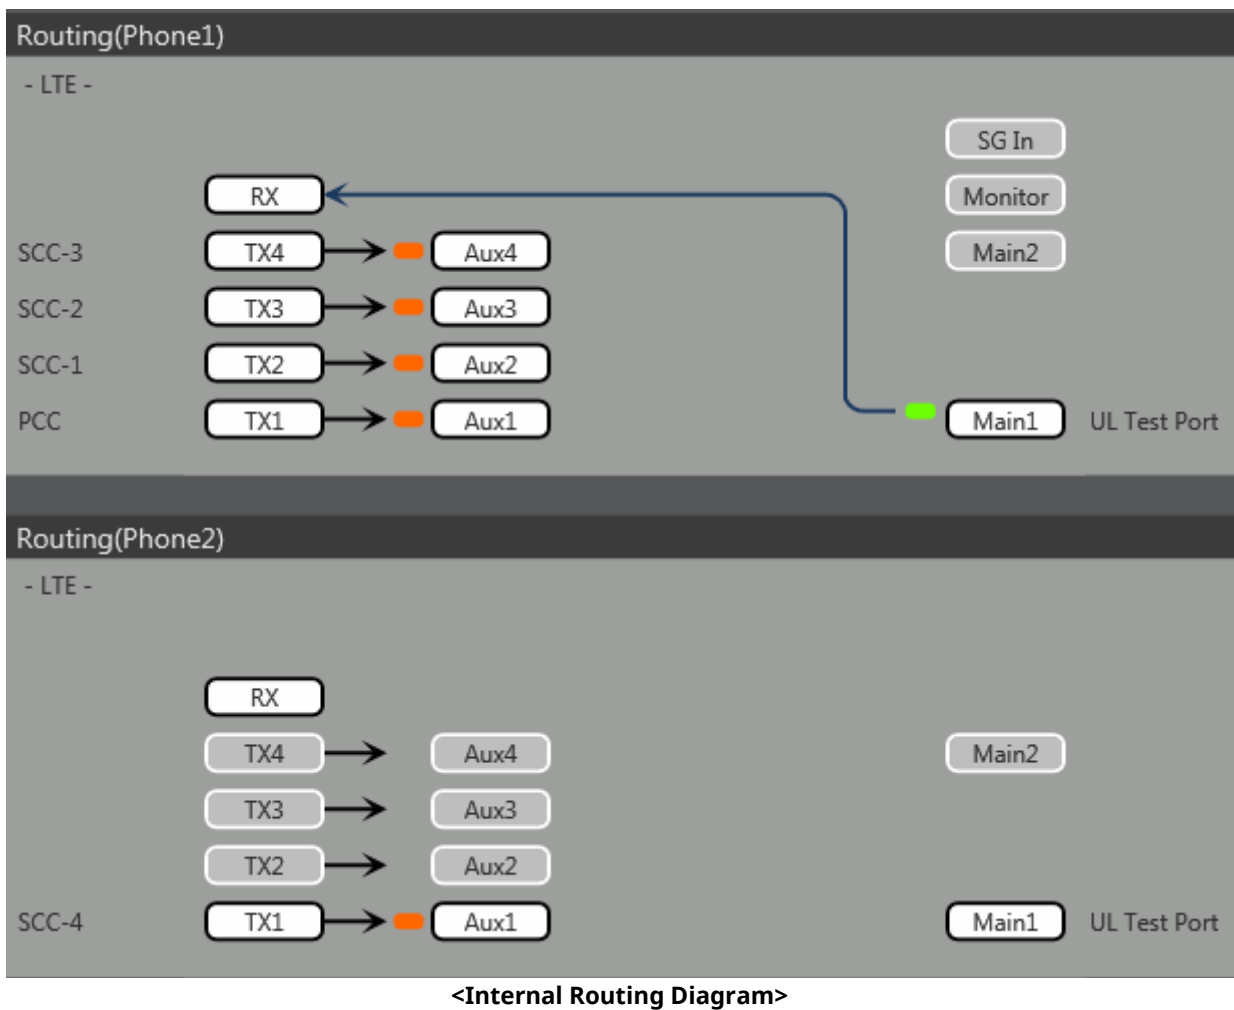 Routing(Phone1)
- LTE -
SG In
RX Monitor
SCC-3 TX4 Aux4 Main2
SCC-2 TX3 Aux3
SCC-1 TX2 Aux2
PCC TX1 Aux1 Main1 UL Test Port
Routing(Phone2)
- LTE -
RX
TX4 Aux4 Main2
TX3 Aux3
TX2 Aux2
SCC-4 TX1 Aux1 Main1 UL Test Port
<Internal Routing Diagram>